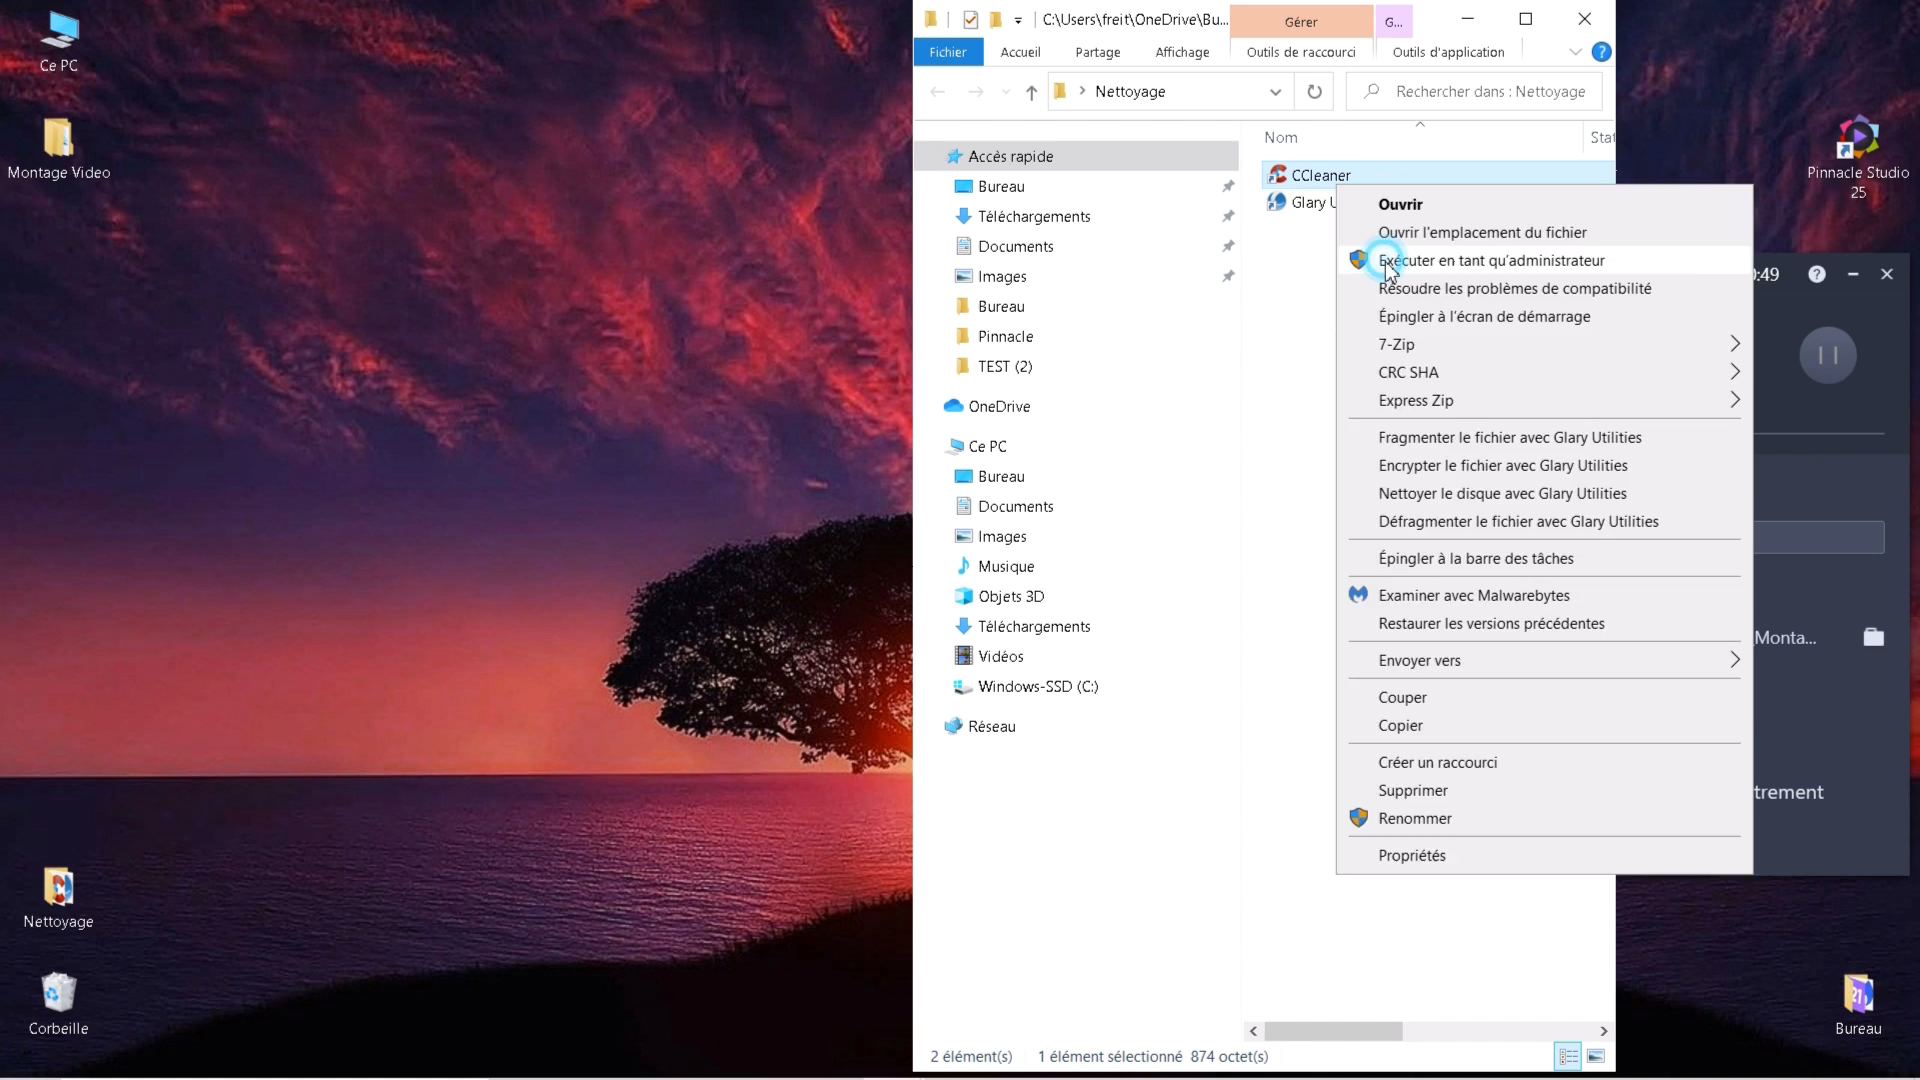 Ce PC
Montage Video
Nettoyage
Corbeille
C:\Users\freit\OneDrive\Bu...
Gérer
G...
Fichier
Accueil
Partage
Affichage
Outils de raccourci
Outils d'application
Nettoyage
Rechercher dans : Nettoyage
Accès rapide
Bureau
Téléchargements
Documents
Images
Bureau
Pinnacle
TEST (2)
OneDrive
Ce PC
Bureau
Documents
Images
Musique
Objets 3D
Téléchargements
Vidéos
Windows-SSD (C:)
Réseau
Nom
Stat
CCleaner
Glary U
Ouvrir
Ouvrir l'emplacement du fichier
Exécuter en tant qu'administrateur
Résoudre les problèmes de compatibilité
Épingler à l'écran de démarrage
7-Zip
CRC SHA
Express Zip
Fragmenter le fichier avec Glary Utilities
Encrypter le fichier avec Glary Utilities
Nettoyer le disque avec Glary Utilities
Défragmenter le fichier avec Glary Utilities
Épingler à la barre des tâches
Examiner avec Malwarebytes
Restaurer les versions précédentes
Envoyer vers
Couper
Copier
Créer un raccourci
Supprimer
Renommer
Propriétés
2 élément(s)
1 élément sélectionné 874 octet(s)
Pinnacle Studio
25
:49
Monta...
trement
21
Bureau